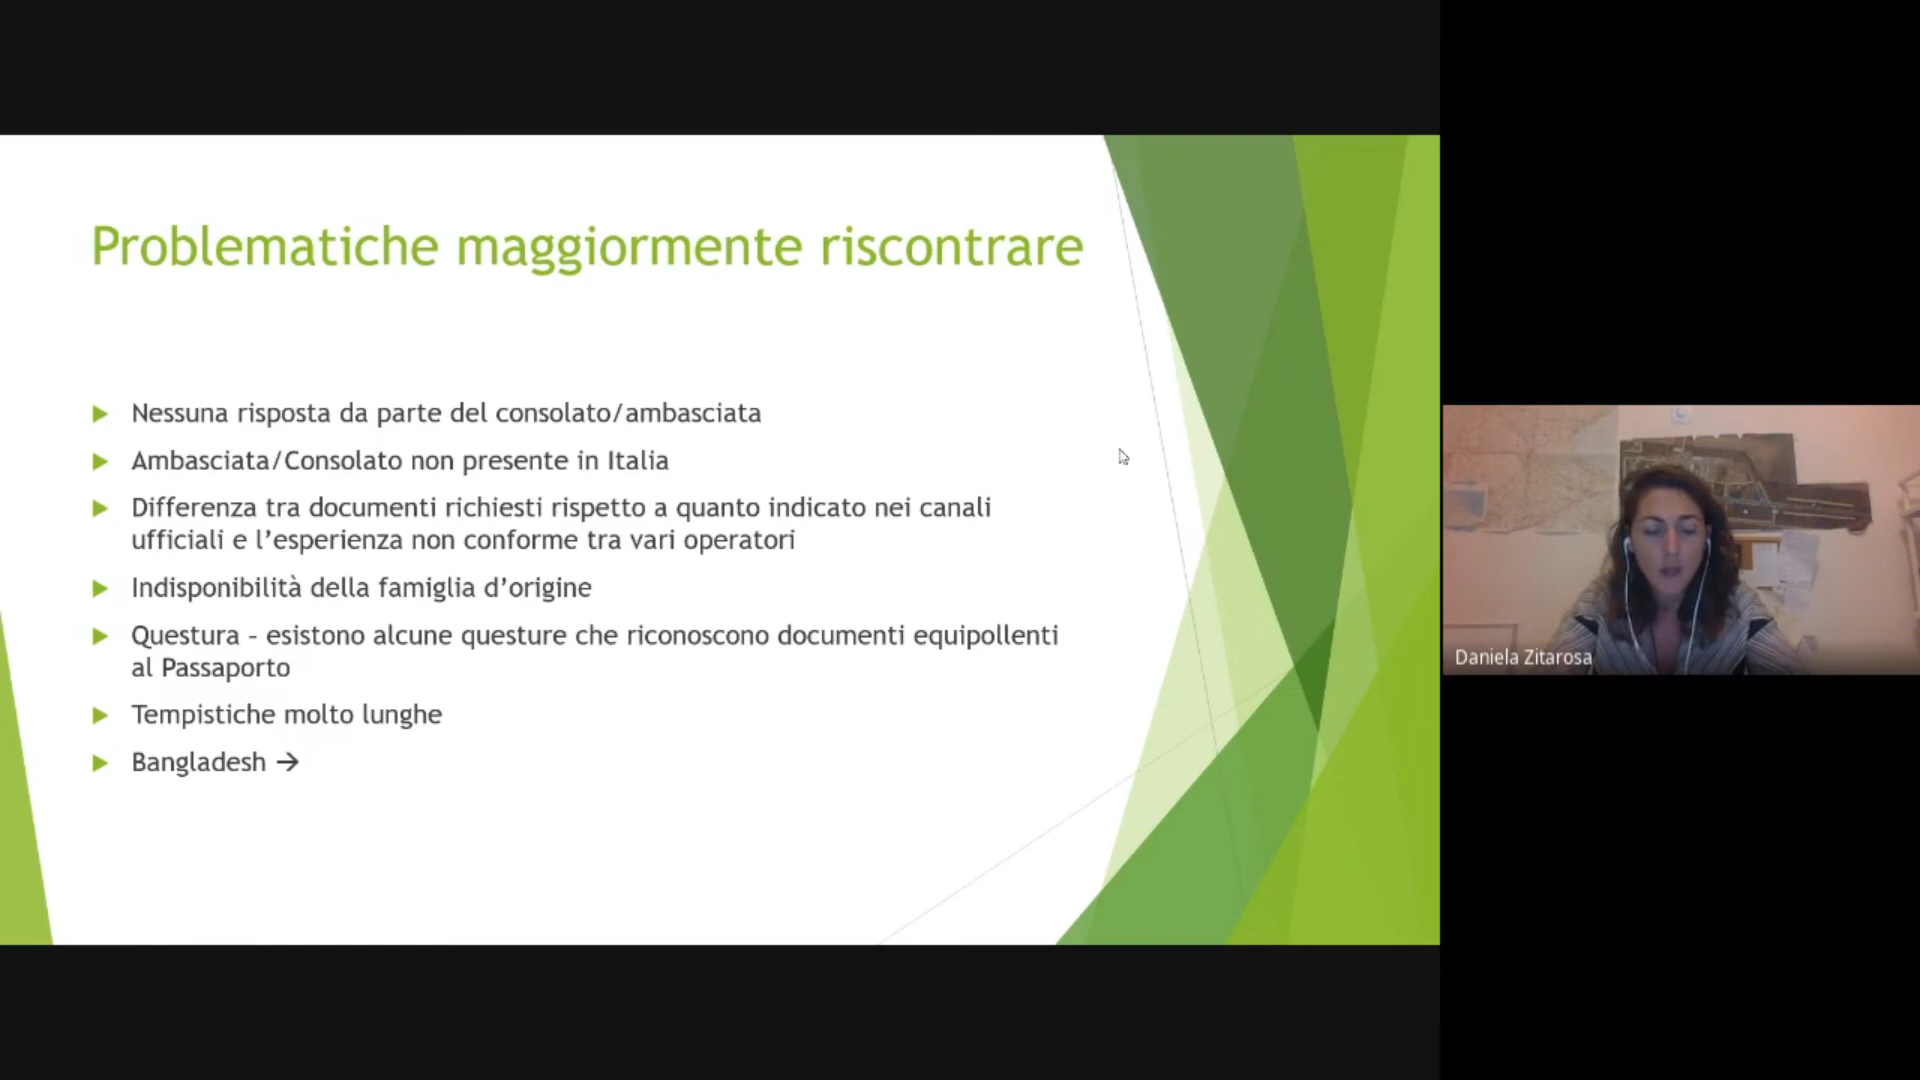 Problematiche maggiormente riscontrare
Nessuna risposta da parte del consolato/ambasciata
Ambasciata/Consolato non presente in Italia
Differenza tra documenti richiesti rispetto a quanto indicato nei canali
ufficiali e l’esperienza non conforme tra vari operatori
Indisponibilità della famiglia d’origine
Questura – esistono alcune questure che riconoscono documenti equipollenti
al Passaporto
Tempistiche molto lunghe
Bangladesh →
Daniela Zitarosa